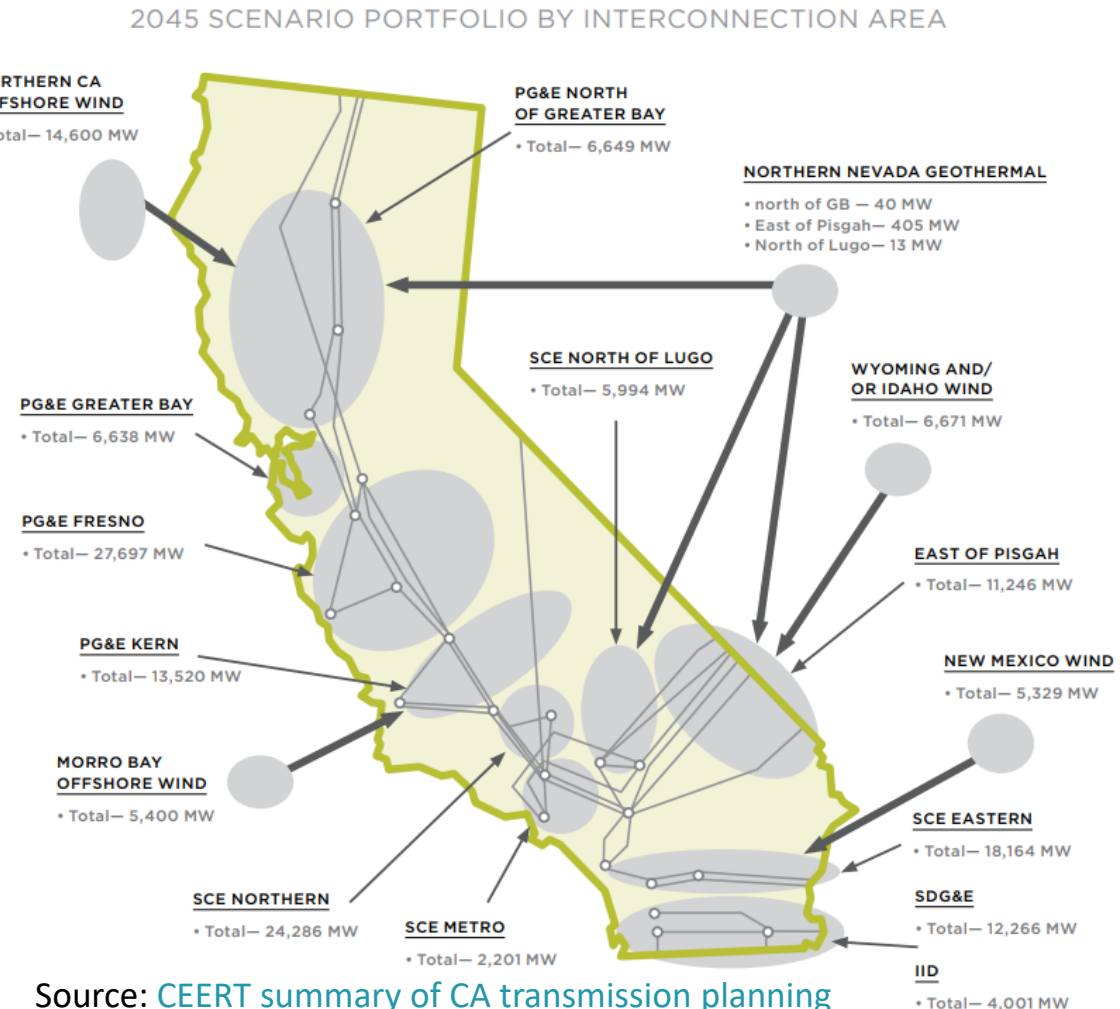 2045 SCENARIO PORTFOLIO BY INTERCONNECTION AREA
RTHERN CA
FSHORE WIND
otal— 14,600 MW
PG&E NORTH
OF GREATER BAY
• Total— 6,649 MW
NORTHERN NEVADA GEOTHERMAL
• north of GB — 40 MW
• East of Pisgah— 405 MW
• North of Lugo— 13 MW
SCE NORTH OF LUGO
• Total— 5,994 MW
WYOMING AND/
OR IDAHO WIND
• Total— 6,671 MW
PG&E GREATER BAY
• Total— 6,638 MW
PG&E FRESNO
• Total— 27,697 MW
EAST OF PISGAH
• Total— 11,246 MW
PG&E KERN
• Total— 13,520 MW
NEW MEXICO WIND
• Total— 5,329 MW
MORRO BAY
OFFSHORE WIND
• Total— 5,400 MW
SCE EASTERN
• Total— 18,164 MW
SCE NORTHERN
• Total— 24,286 MW
SCE METRO
• Total— 2,201 MW
SDG&E
• Total— 12,266 MW
IID
• Total— 4,001 MW
Source: CEERT summary of CA transmission planning